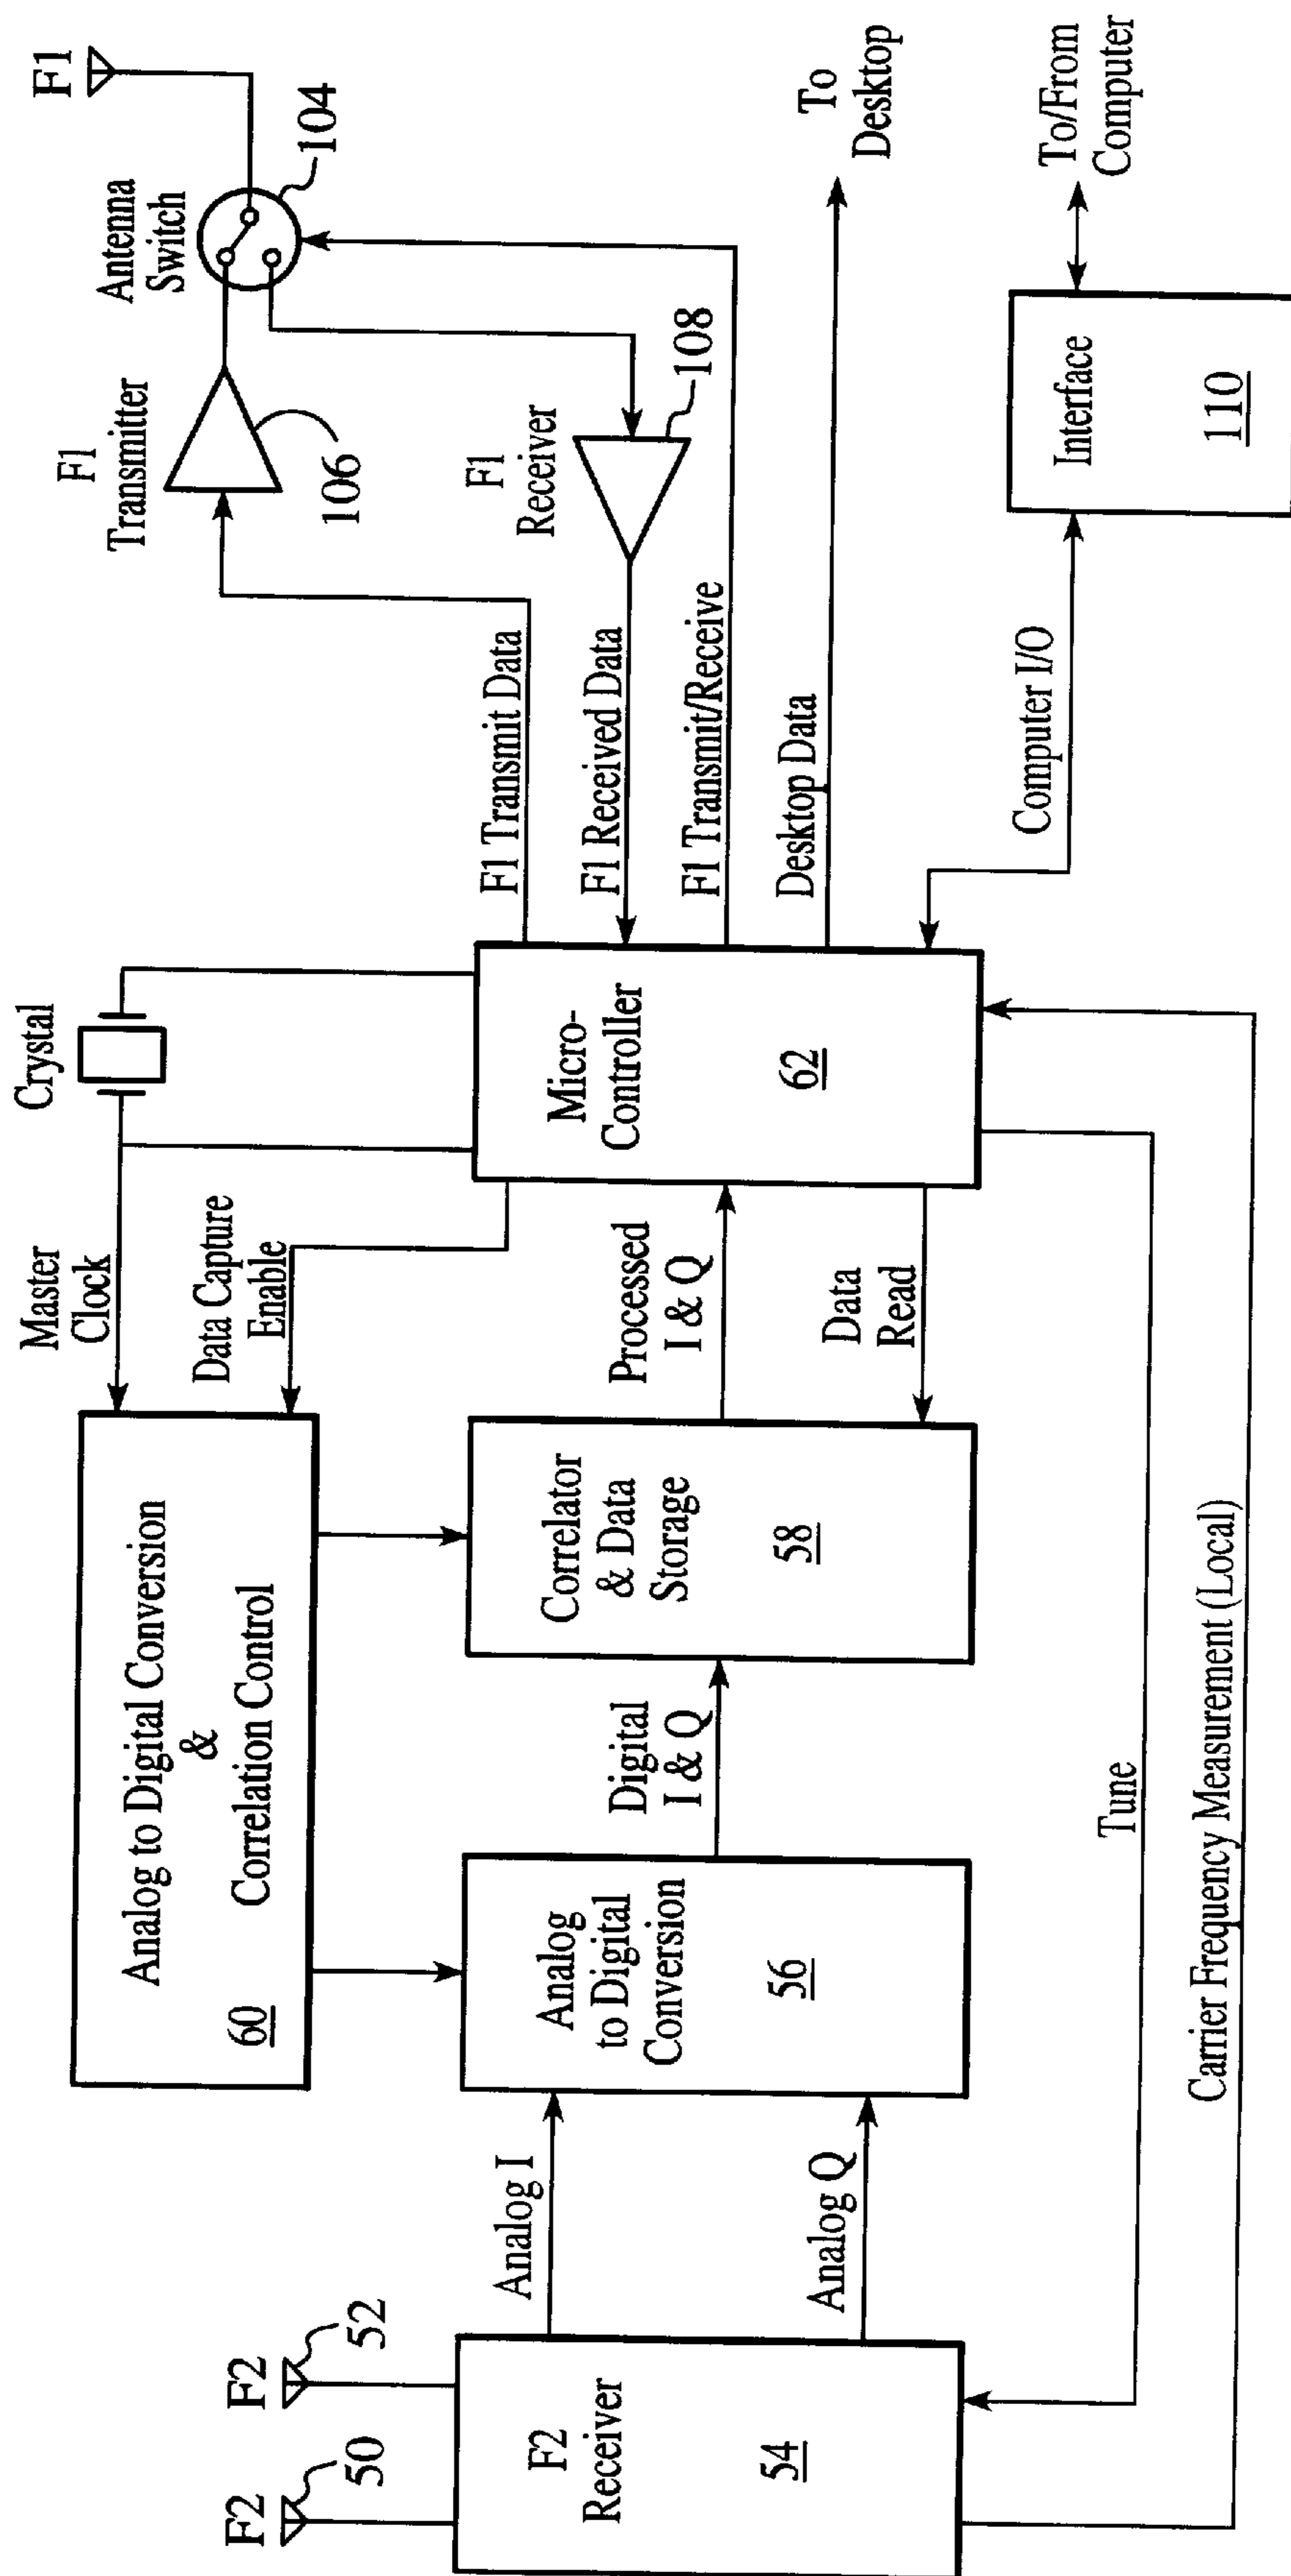 F2
50
F2
52
F2
Receiver
54
Analog I
Analog Q
Analog to Digital Conversion
&
Correlation Control
60
Analog
to Digital
Conversion
56
Digital
I & Q
Correlator
& Data
Storage
58
Master
Clock
Data Capture
Enable
Processed
I & Q
Data
Read
Crystal
Micro-
Controller
62
Tune
Carrier Frequency Measurement (Local)
F1 Transmit Data
F1 Received Data
F1 Transmit/Receive
Desktop Data
Computer I/O
F1
Transmitter
106
F1
Receiver
108
Antenna
Switch
104
F1
To
Desktop
Interface
110
To/From
Computer